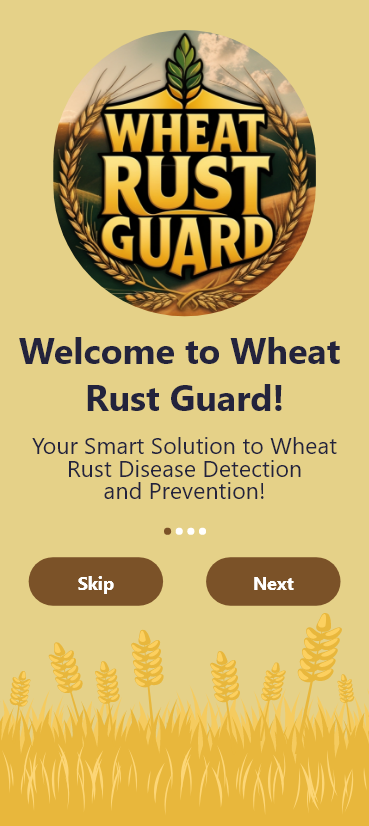 WHEAT
RUST
GUARD
Welcome to Wheat
Rust Guard!
Your Smart Solution to Wheat
Rust Disease Detection
and Prevention!
Skip
Next